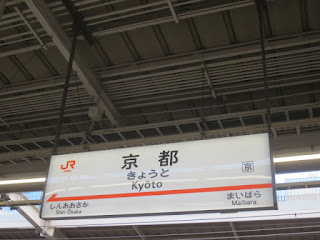 JR
京都
京
きょうと
Kyōto
しんおおさか
Shin-Ōsaka
まいばら
Maibara